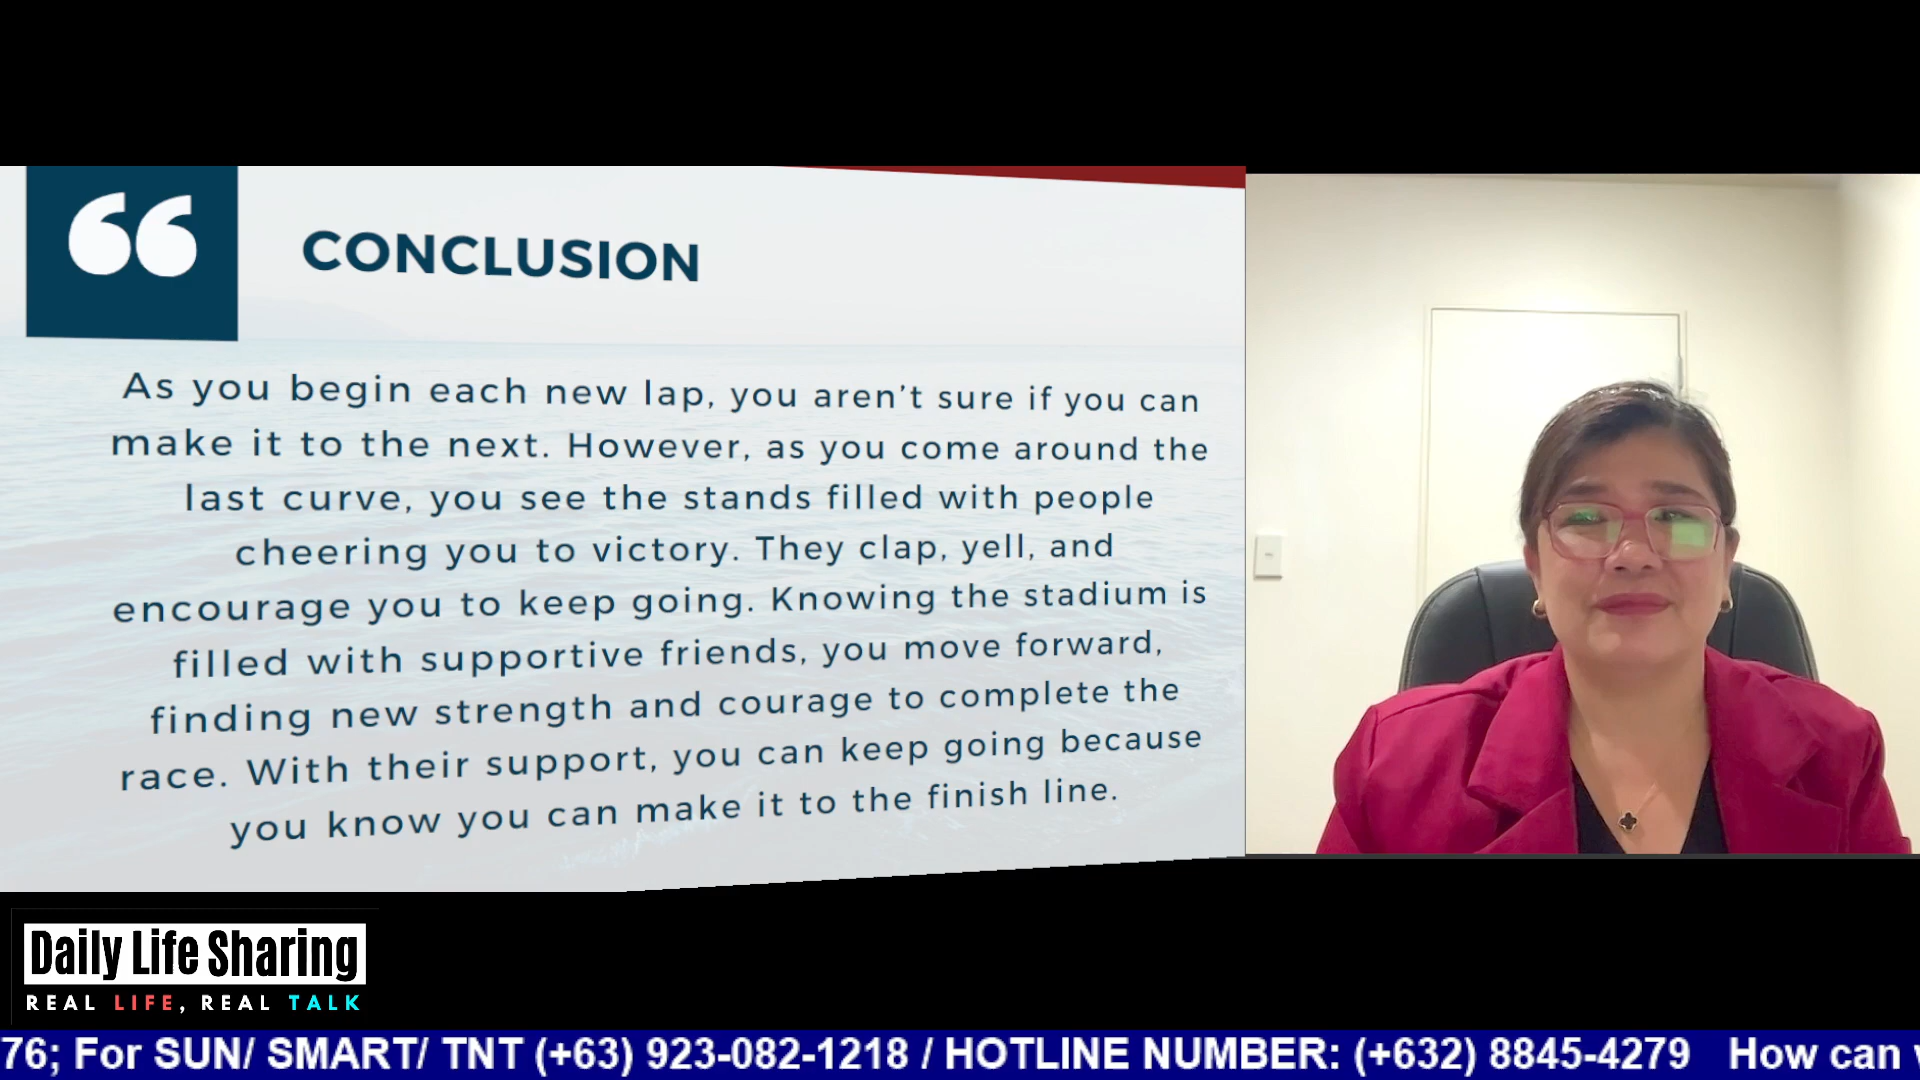 CONCLUSION
As you begin each new lap, you aren’t sure if you can
make it to the next. However, as you come around the
last curve, you see the stands filled with people
cheering you to victory. They clap, yell, and
encourage you to keep going. Knowing the stadium is
filled with supportive friends, you move forward,
finding new strength and courage to complete the
race. With their support, you can keep going because
you know you can make it to the finish line.
Daily Life Sharing
REAL LIFE, REAL TALK
76; For SUN/ SMART/ TNT (+63) 923-082-1218 / HOTLINE NUMBER: (+632) 8845-4279 How can